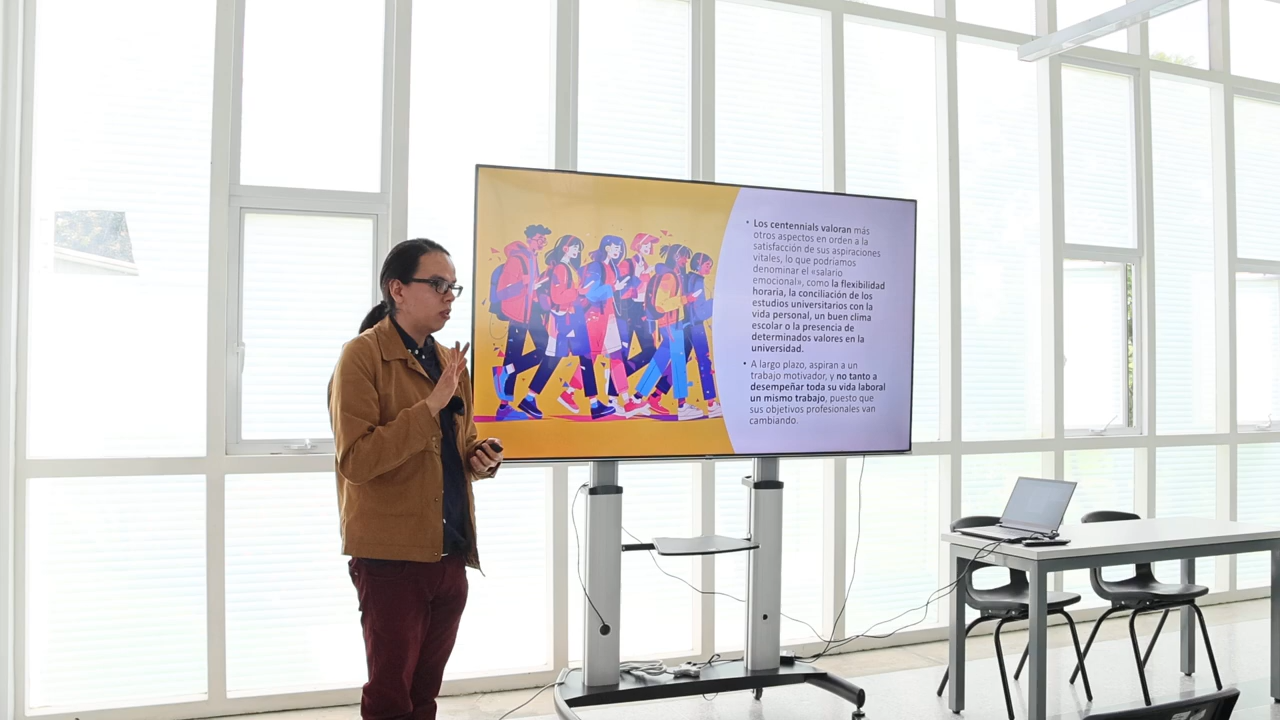 • Los centennials valoran más
otros aspectos en orden a la
satisfacción de sus aspiraciones
vitales, lo que podríamos
denominar el «salario
emocional», como la flexibilidad
horaria, la conciliación de los
estudios universitarios con la
vida personal, un buen clima
escolar o la presencia de
determinados valores en la
universidad.
• A largo plazo, aspiran a un
trabajo motivador, y no tanto a
desempeñar toda su vida laboral
un mismo trabajo, puesto que
sus objetivos profesionales van
cambiando.